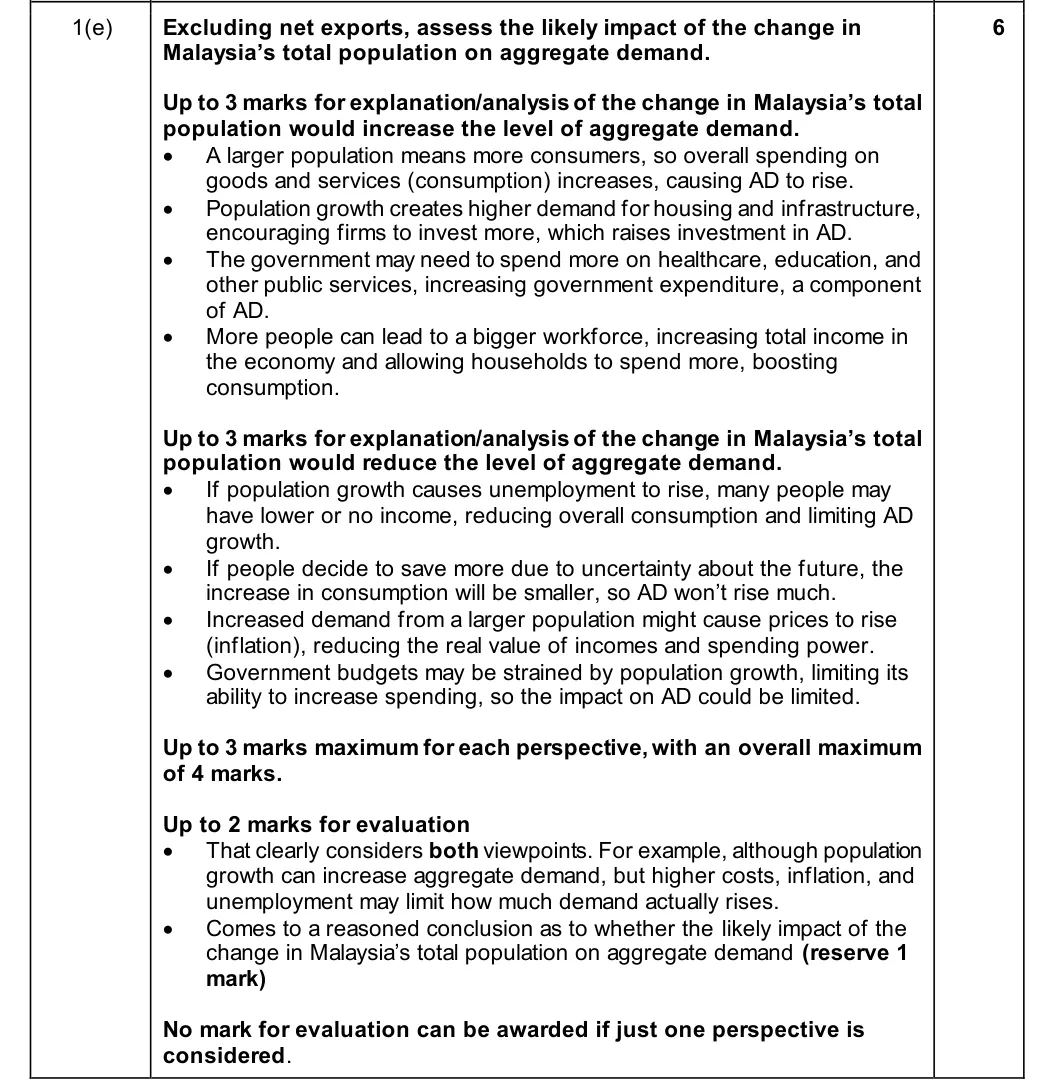 1(e) Excluding net exports, assess the likely impact of the change in 6
Malaysia's total population on aggregate demand.
Up to 3 marks for explanation/analysis of the change in Malaysia's total
population would increase the level of aggregate demand.
• A larger population means more consumers, so overall spending on
goods and services (consumption) increases, causing AD to rise.
• Population growth creates higher demand for housing and infrastructure,
encouraging firms to invest more, which raises investment in AD.
• The government may need to spend more on healthcare, education, and
other public services, increasing government expenditure, a component
of AD.
• More people can lead to a bigger workforce, increasing total income in
the economy and allowing households to spend more, boosting
consumption.
Up to 3 marks for explanation/analysis of the change in Malaysia's total
population would reduce the level of aggregate demand.
• If population growth causes unemployment to rise, many people may
have lower or no income, reducing overall consumption and limiting AD
growth.
• If people decide to save more due to uncertainty about the future, the
increase in consumption will be smaller, so AD won't rise much.
• Increased demand from a larger population might cause prices to rise
(inflation), reducing the real value of incomes and spending power.
• Government budgets may be strained by population growth, limiting its
ability to increase spending, so the impact on AD could be limited.
Up to 3 marks maximum for each perspective, with an overall maximum
of 4 marks.
Up to 2 marks for evaluation
• That clearly considers both viewpoints. For example, although population
growth can increase aggregate demand, but higher costs, inflation, and
unemployment may limit how much demand actually rises.
• Comes to a reasoned conclusion as to whether the likely impact of the
change in Malaysia's total population on aggregate demand (reserve 1
mark)
No mark for evaluation can be awarded if just one perspective is
considered.